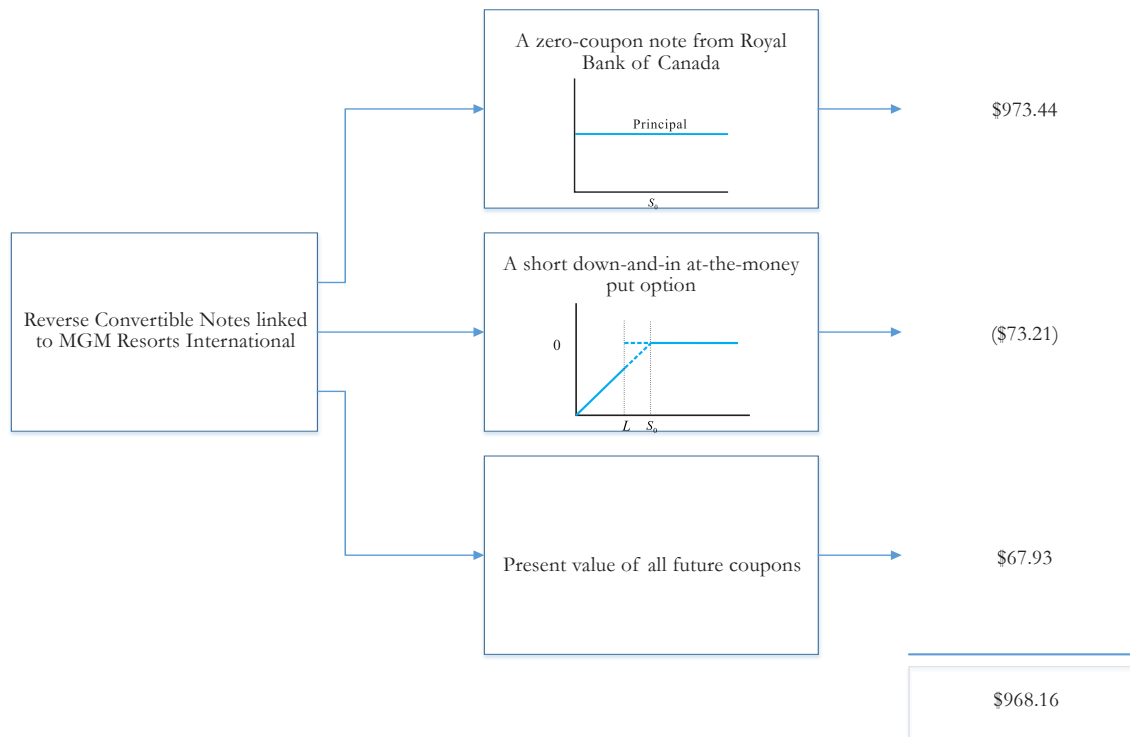 A zero-coupon note from Royal
Bank of Canada
Principal
S₀
$973.44
Reverse Convertible Notes linked
to MGM Resorts International
A short down-and-in at-the-money
put option
0
L S₀
($73.21)
Present value of all future coupons
$67.93
$968.16